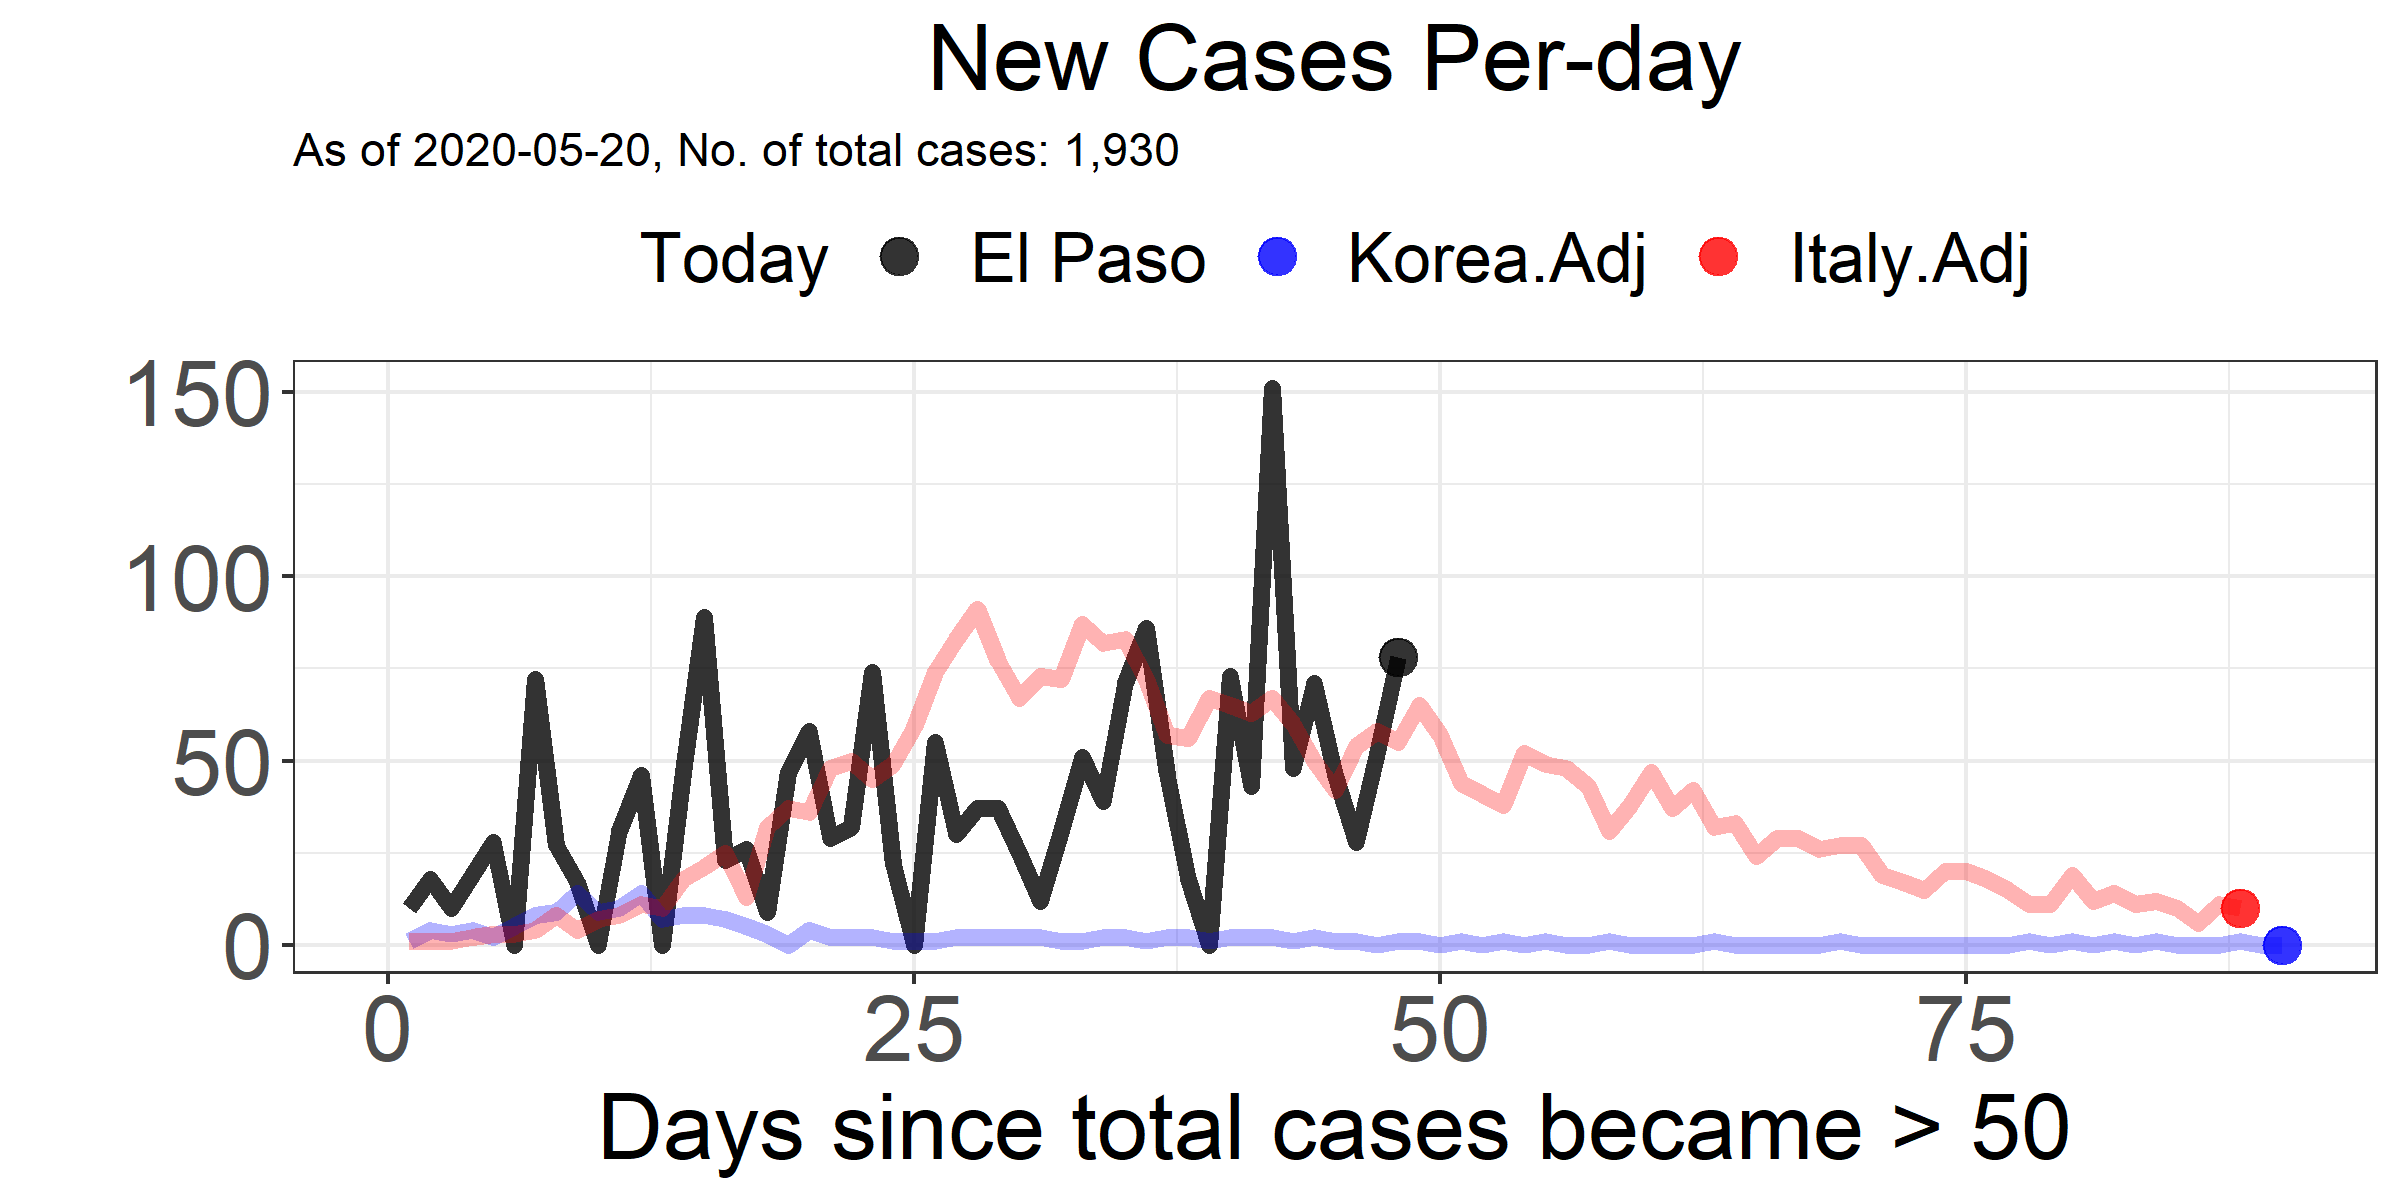 New Cases Per-day
As of 2020-05-20, No. of total cases: 1,930
Today El Paso Korea.Adj Italy.Adj
150
100
50
0
0 25 50 75
Days since total cases became > 50